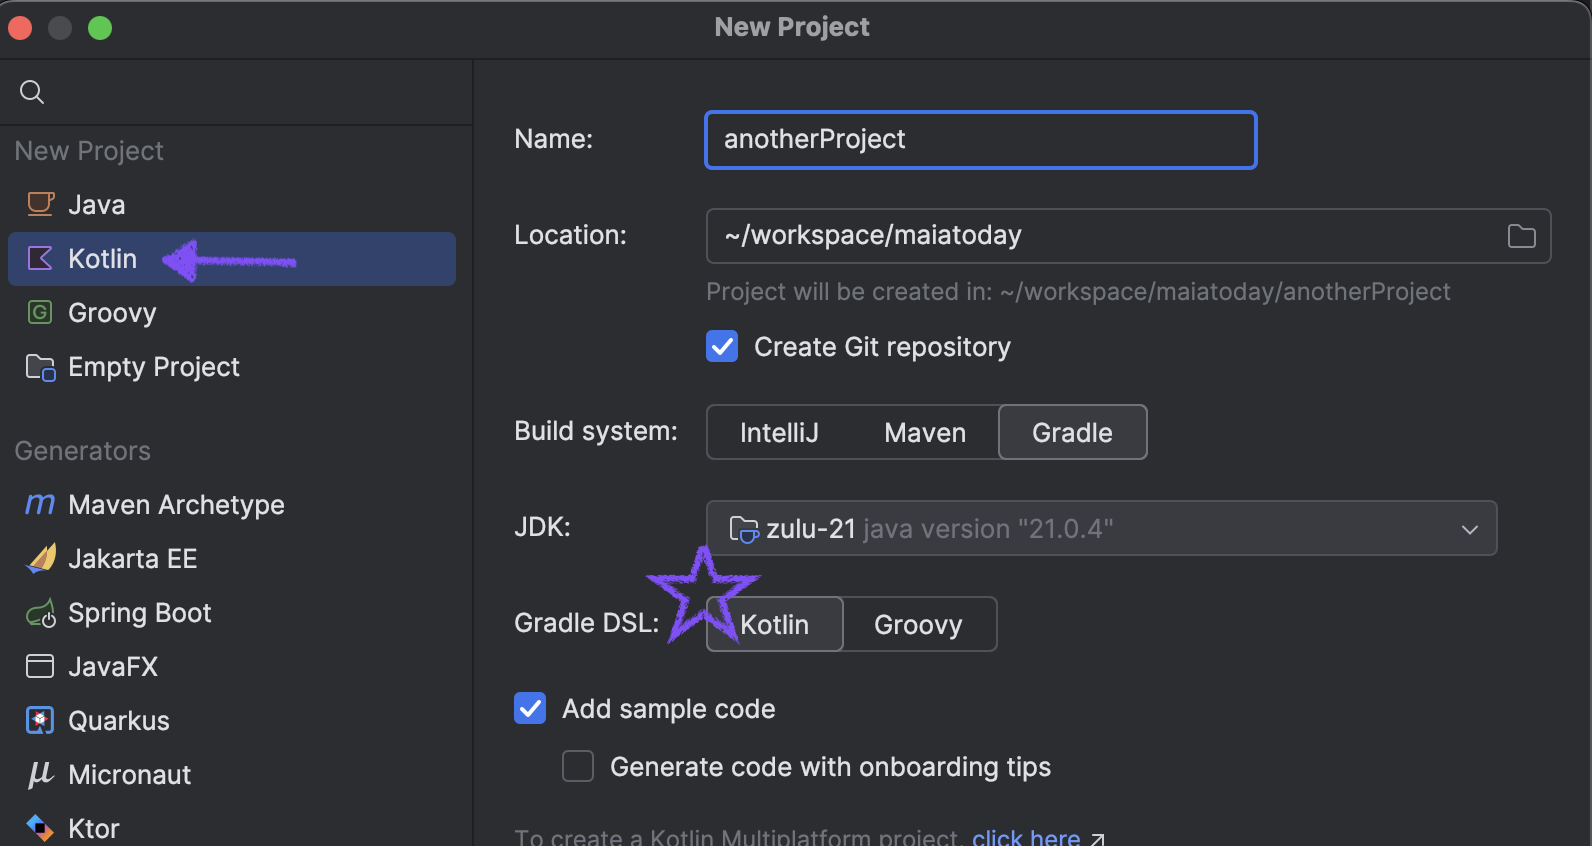 New Project
New Project
Java
Kotlin
Groovy
Empty Project
Generators
Maven Archetype
Jakarta EE
Spring Boot
JavaFX
Quarkus
Micronaut
Ktor
Name: anotherProject
Location: ~/workspace/maiatoday
Project will be created in: ~/workspace/maiatoday/anotherProject
Create Git repository
Build system: IntelliJ Maven Gradle
JDK: zulu-21 java version "21.0.4"
Gradle DSL: Kotlin Groovy
Add sample code
Generate code with onboarding tips
To create a Kotlin Multiplatform project, click here ↗